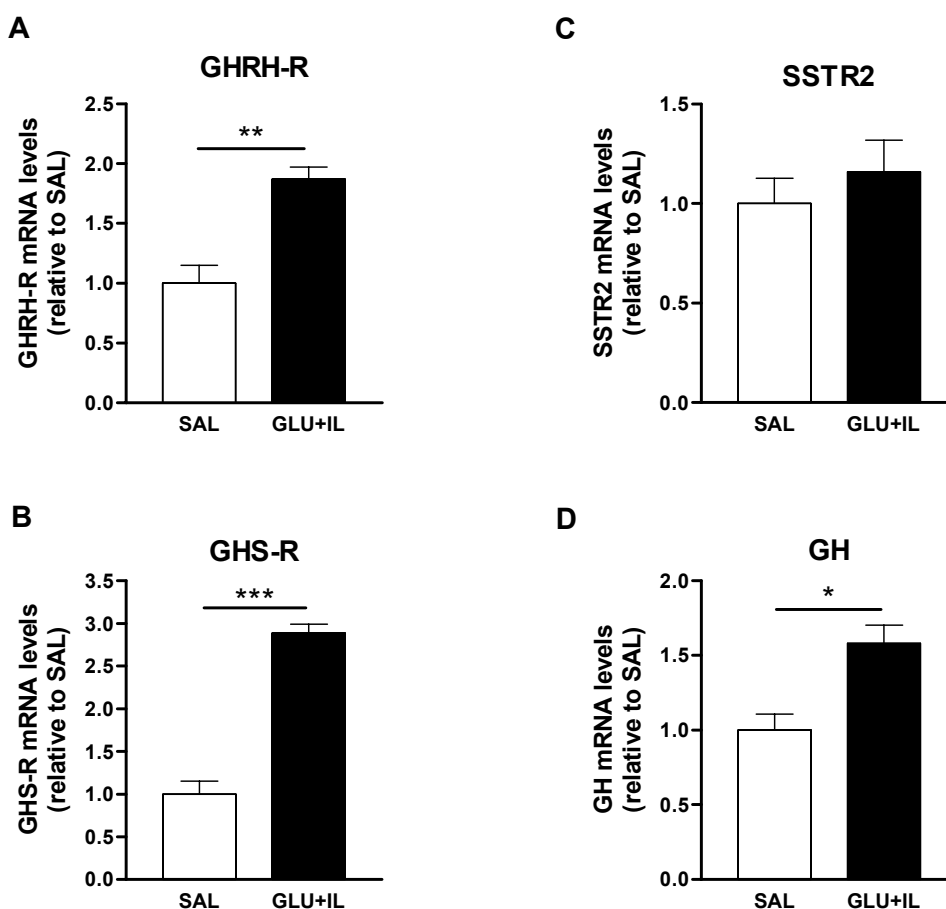 A
GHRH-R
GHRH-R mRNA levels
(relative to SAL)
2.5
2.0
1.5
1.0
0.5
0.0
**
SAL GLU+IL
C
SSTR2
SSTR2 mRNA levels
(relative to SAL)
1.5
1.0
0.5
0.0
SAL GLU+IL
B
GHS-R
GHS-R mRNA levels
(relative to SAL)
3.5
3.0
2.5
2.0
1.5
1.0
0.5
0.0
***
SAL GLU+IL
D
GH
GH mRNA levels
(relative to SAL)
2.0
1.5
1.0
0.5
0.0
*
SAL GLU+IL